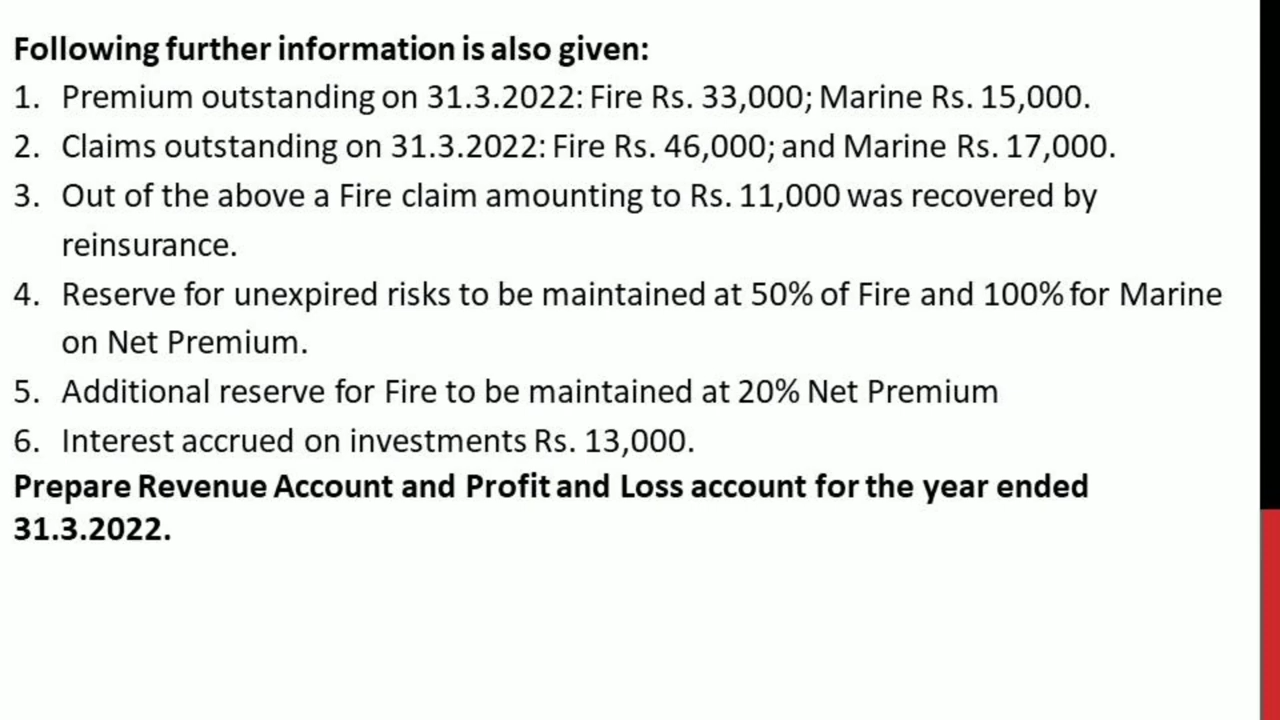 Following further information is also given:
1. Premium outstanding on 31.3.2022: Fire Rs. 33,000; Marine Rs. 15,000.
2. Claims outstanding on 31.3.2022: Fire Rs. 46,000; and Marine Rs. 17,000.
3. Out of the above a Fire claim amounting to Rs. 11,000 was recovered by
reinsurance.
4. Reserve for unexpired risks to be maintained at 50% of Fire and 100% for Marine
on Net Premium.
5. Additional reserve for Fire to be maintained at 20% Net Premium
6. Interest accrued on investments Rs. 13,000.
Prepare Revenue Account and Profit and Loss account for the year ended
31.3.2022.